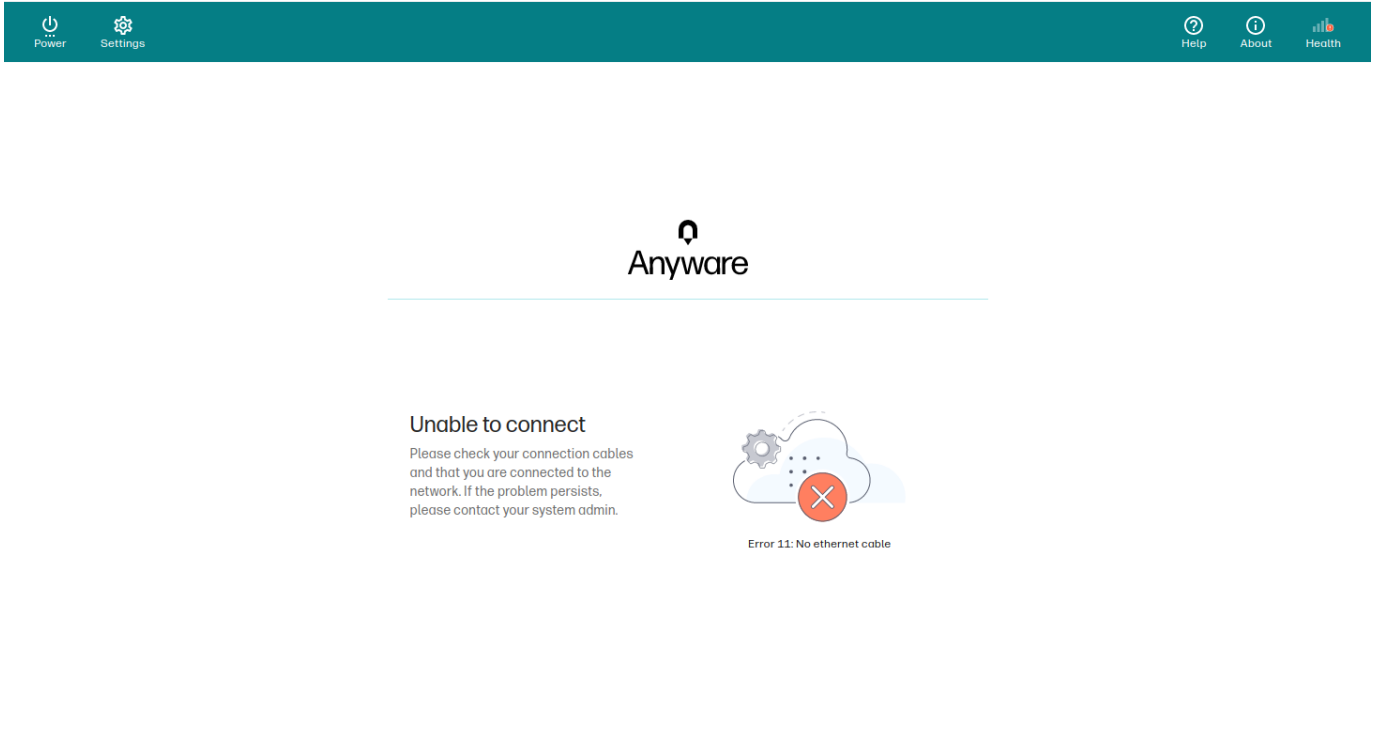 Power
Settings
Help
About
Health
Anyware
Unable to connect
Please check your connection cables
and that you are connected to the
network. If the problem persists,
please contact your system admin.
Error 11: No ethernet cable